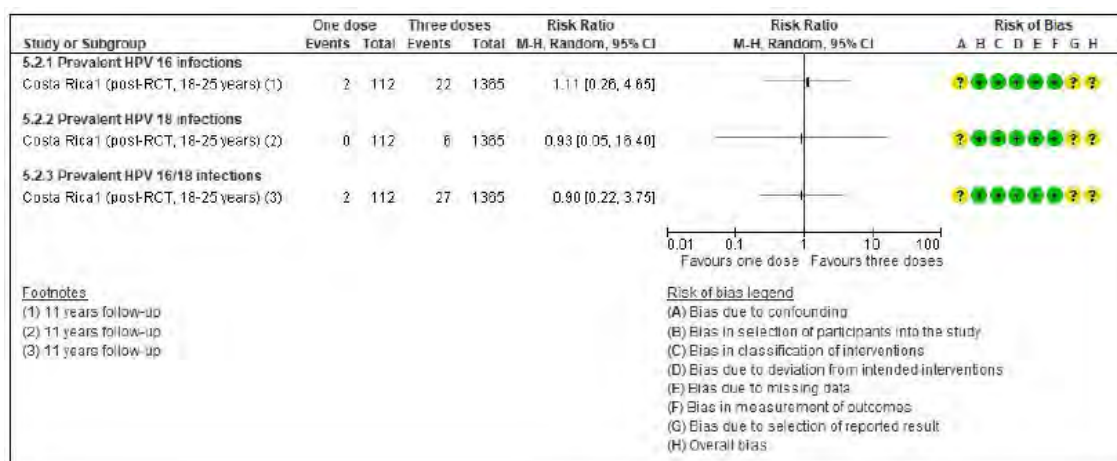 One dose Three doses Risk Ratio Risk Ratio Risk of Bias
Study or Subgroup Events Total Events Total M-H, Random, 95% CI M-H, Random, 95% CI A B C D E F G H
5.2.1 Prevalent HPV 16 infections
Costa Rica1 (post-RCT, 18-25 years) (1) 2 112 22 1365 1.11 [0.26, 4.65] ? + + + + + ? ?
5.2.2 Prevalent HPV 18 infections
Costa Rica1 (post-RCT, 18-25 years) (2) 0 112 6 1365 0.93 [0.05, 16.40] ? + + + + + ? ?
5.2.3 Prevalent HPV 16/18 infections
Costa Rica1 (post-RCT, 18-25 years) (3) 2 112 27 1365 0.90 [0.22, 3.75] ? + + + + + ? ?
0.01 0.1 1 10 100
Favours one dose Favours three doses
Footnotes
(1) 11 years follow-up
(2) 11 years follow-up
(3) 11 years follow-up
Risk of bias legend
(A) Bias due to confounding
(B) Bias in selection of participants into the study
(C) Bias in classification of interventions
(D) Bias due to deviation from intended interventions
(E) Bias due to missing data
(F) Bias in measurement of outcomes
(G) Bias due to selection of reported result
(H) Overall bias